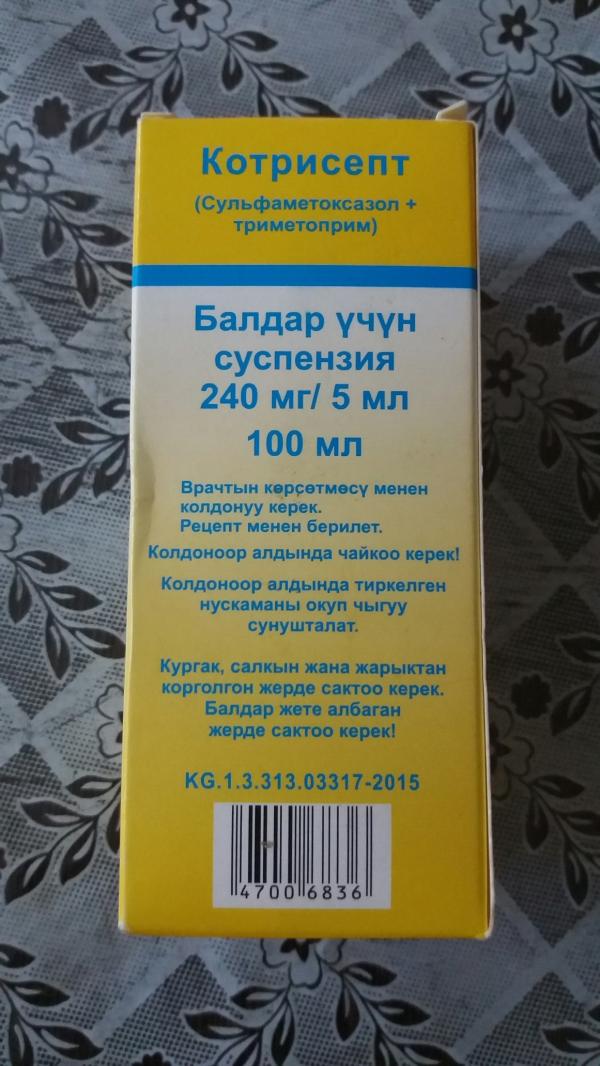 Котрисепт
(Сульфаметоксазол +
триметоприм)
Балдар үчүн
суспензия
240 мг/ 5 мл
100 мл
Врачтын көрсөтмөсү менен
колдонуу керек.
Рецепт менен берилет.
Колдоноор алдында чайкоо керек!
Колдоноор алдында тиркелген
нускаманы окуп чыгуу
сунушталат.
Кургак, салкын жана жарыктан
корголгон жерде сактоо керек.
Балдар жете албаган
жерде сактоо керек!
KG.1.3.313.03317-2015
4700 6836